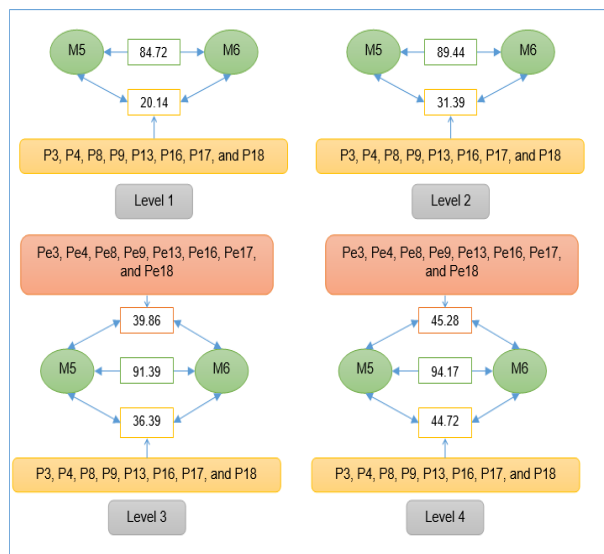 M5 84.72 M6
20.14
P3, P4, P8, P9, P13, P16, P17, and P18
Level 1
M5 89.44 M6
31.39
P3, P4, P8, P9, P13, P16, P17, and P18
Level 2
Pe3, Pe4, Pe8, Pe9, Pe13, Pe16, Pe17,
and Pe18
39.86
M5 91.39 M6
36.39
P3, P4, P8, P9, P13, P16, P17, and P18
Level 3
Pe3, Pe4, Pe8, Pe9, Pe13, Pe16, Pe17,
and Pe18
45.28
M5 94.17 M6
44.72
P3, P4, P8, P9, P13, P16, P17, and P18
Level 4